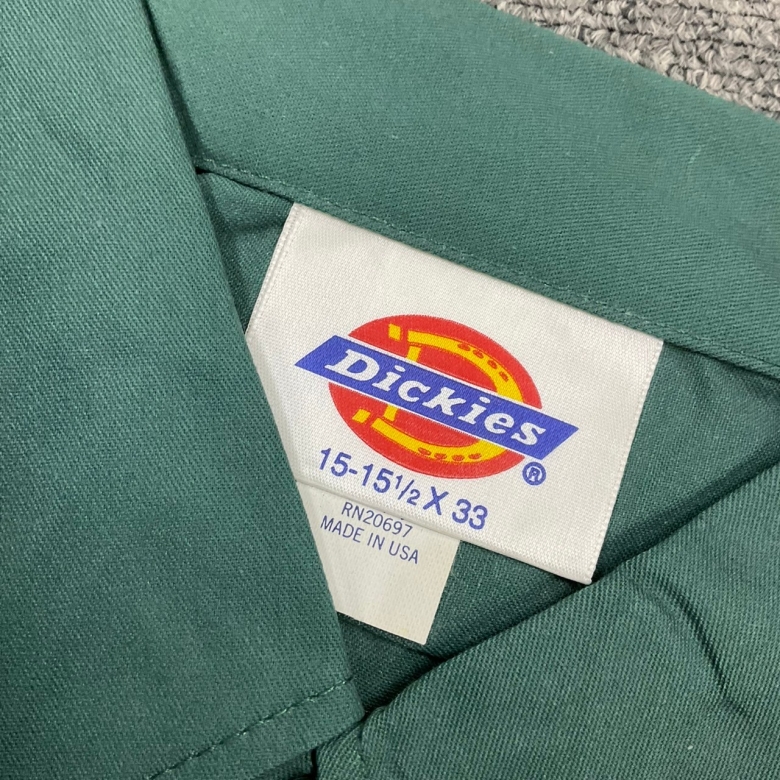 Dickies
®
15-15½ X 33
RN20697
MADE IN USA